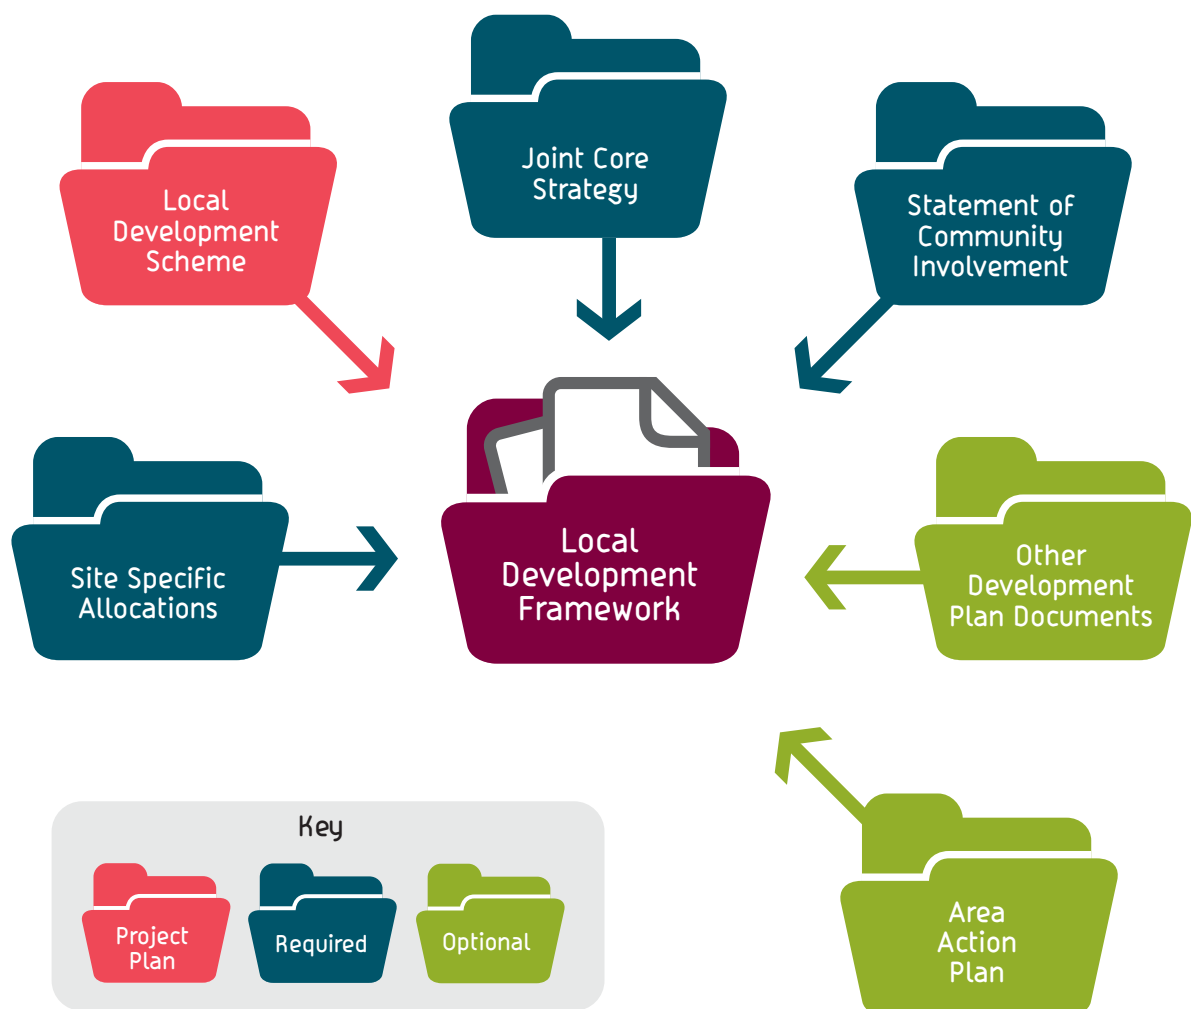 Joint Core
Strategy
Local
Development
Scheme
Statement of
Community
Involvement
Site Specific
Allocations
Local
Development
Framework
Other
Development
Plan Documents
Key
Project
Plan
Required
Optional
Area
Action
Plan